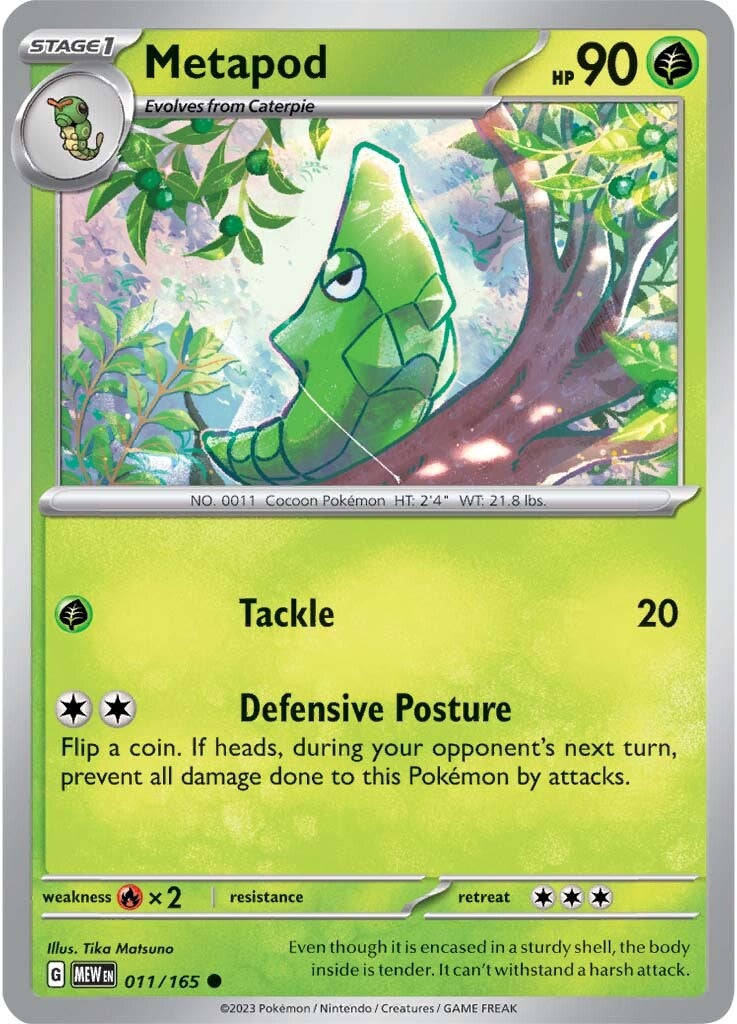 STAGE1
Metapod
HP 90
Evolves from Caterpie
NO. 0011 Cocoon Pokémon HT: 2'4" WT: 21.8 lbs.
Tackle 20
Defensive Posture
Flip a coin. If heads, during your opponent's next turn,
prevent all damage done to this Pokémon by attacks.
weakness ×2 resistance retreat
Illus. Tika Matsuno
Even though it is encased in a sturdy shell, the body
inside is tender. It can't withstand a harsh attack.
G MEW EN 011/165
©2023 Pokémon / Nintendo / Creatures / GAME FREAK